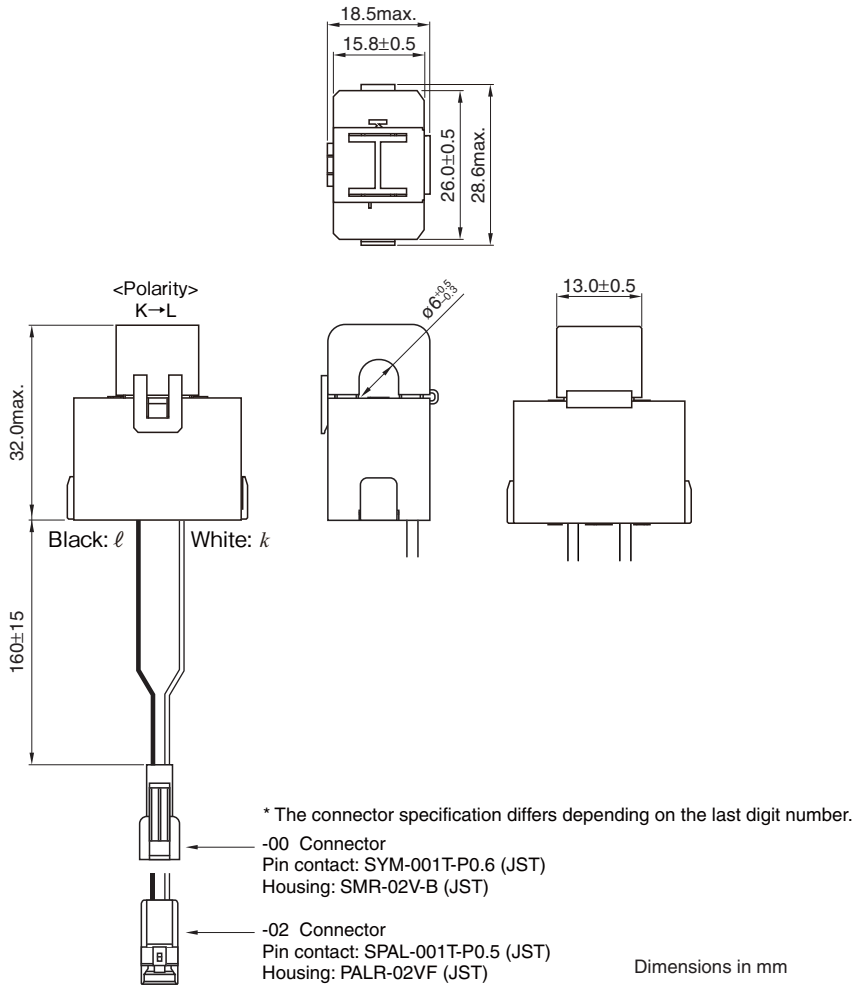 18.5max.
15.8±0.5
26.0±0.5
28.6max.
<Polarity>
K→L
ø6+0.5 −0.3
13.0±0.5
32.0max.
Black: ℓ
White: k
160±15
* The connector specification differs depending on the last digit number.
-00 Connector
Pin contact: SYM-001T-P0.6 (JST)
Housing: SMR-02V-B (JST)
-02 Connector
Pin contact: SPAL-001T-P0.5 (JST)
Housing: PALR-02VF (JST)
Dimensions in mm